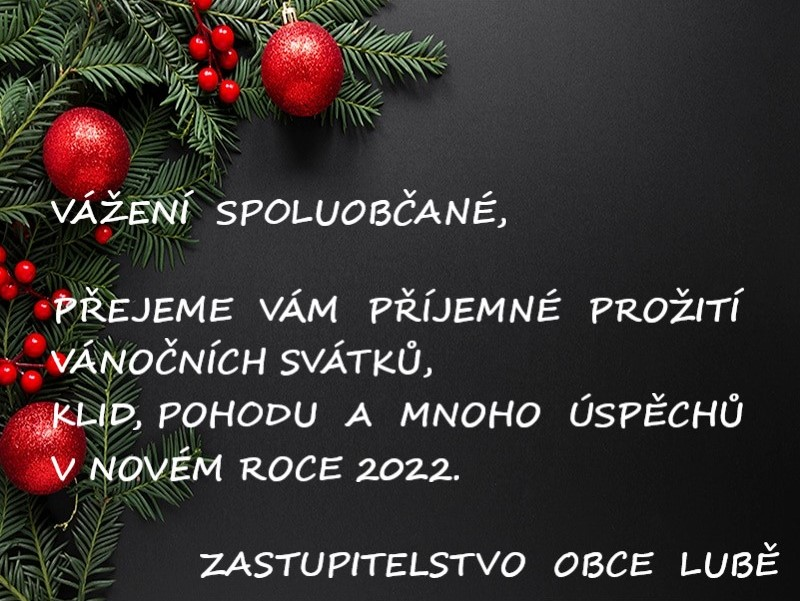 VÁŽENÍ SPOLUOBČANÉ,
PŘEJEME VÁM PŘÍJEMNÉ PROŽITÍ
VÁNOČNÍCH SVÁTKŮ,
KLID, POHODU A MNOHO ÚSPĚCHŮ
V NOVÉM ROCE 2022.
ZASTUPITELSTVO OBCE LUBĚ